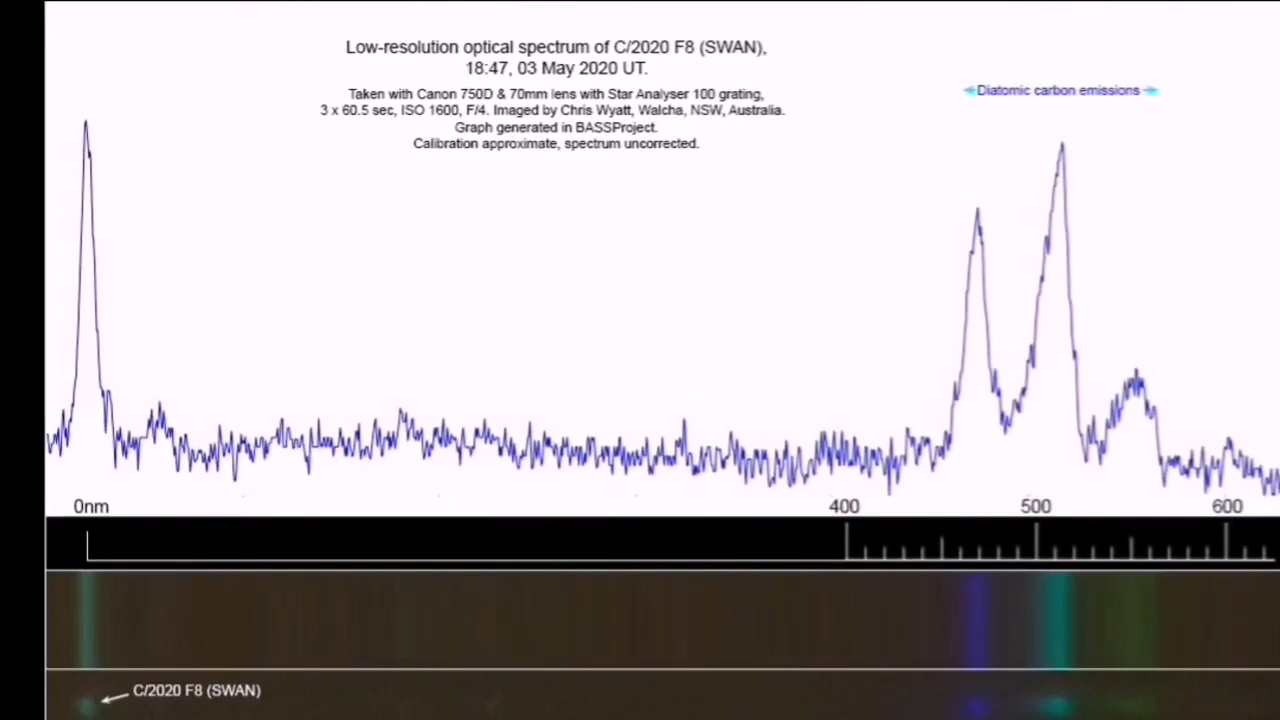 Low-resolution optical spectrum of C/2020 F8 (SWAN),
18:47, 03 May 2020 UT.
Taken with Canon 750D & 70mm lens with Star Analyser 100 grating,
3 x 60.5 sec, ISO 1600, F/4. Imaged by Chris Wyatt, Walcha, NSW, Australia.
Graph generated in BASSProject.
Calibration approximate, spectrum uncorrected.
Diatomic carbon emissions
0nm 400 500 600
C/2020 F8 (SWAN)